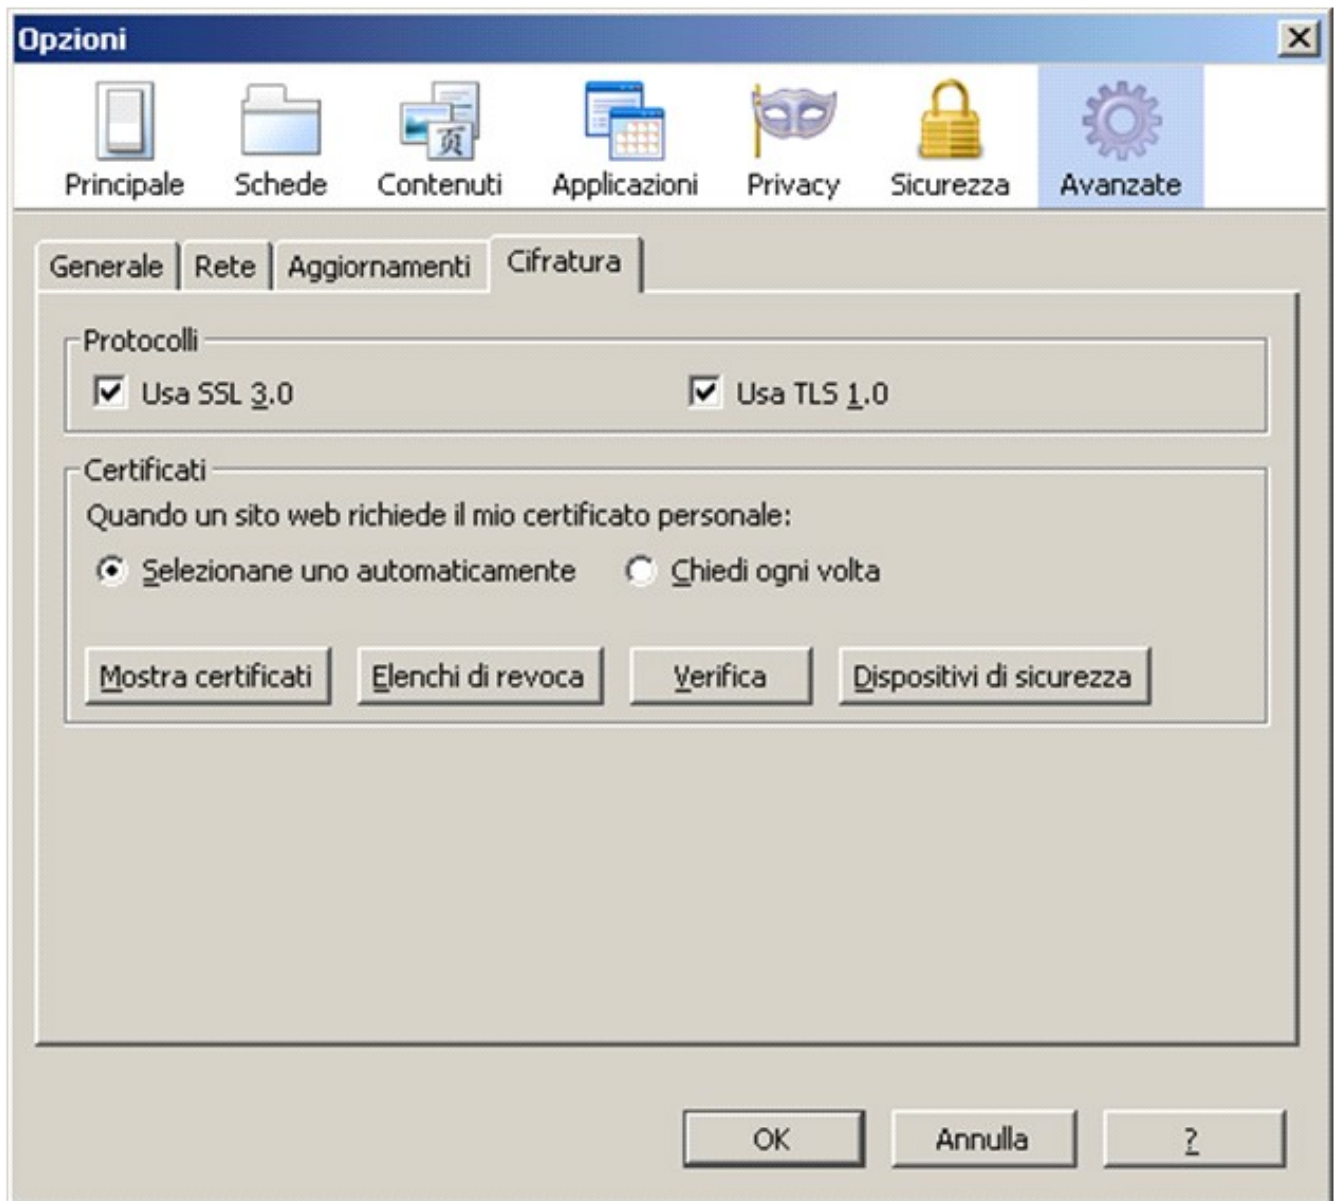 Opzioni
页
Principale Schede Contenuti Applicazioni Privacy Sicurezza Avanzate
Generale Rete Aggiornamenti Cifratura
Protocolli
Usa SSL 3.0 Usa TLS 1.0
Certificati
Quando un sito web richiede il mio certificato personale:
Selezionane uno automaticamente Chiedi ogni volta
Mostra certificati Elenchi di revoca Verifica Dispositivi di sicurezza
OK Annulla ?